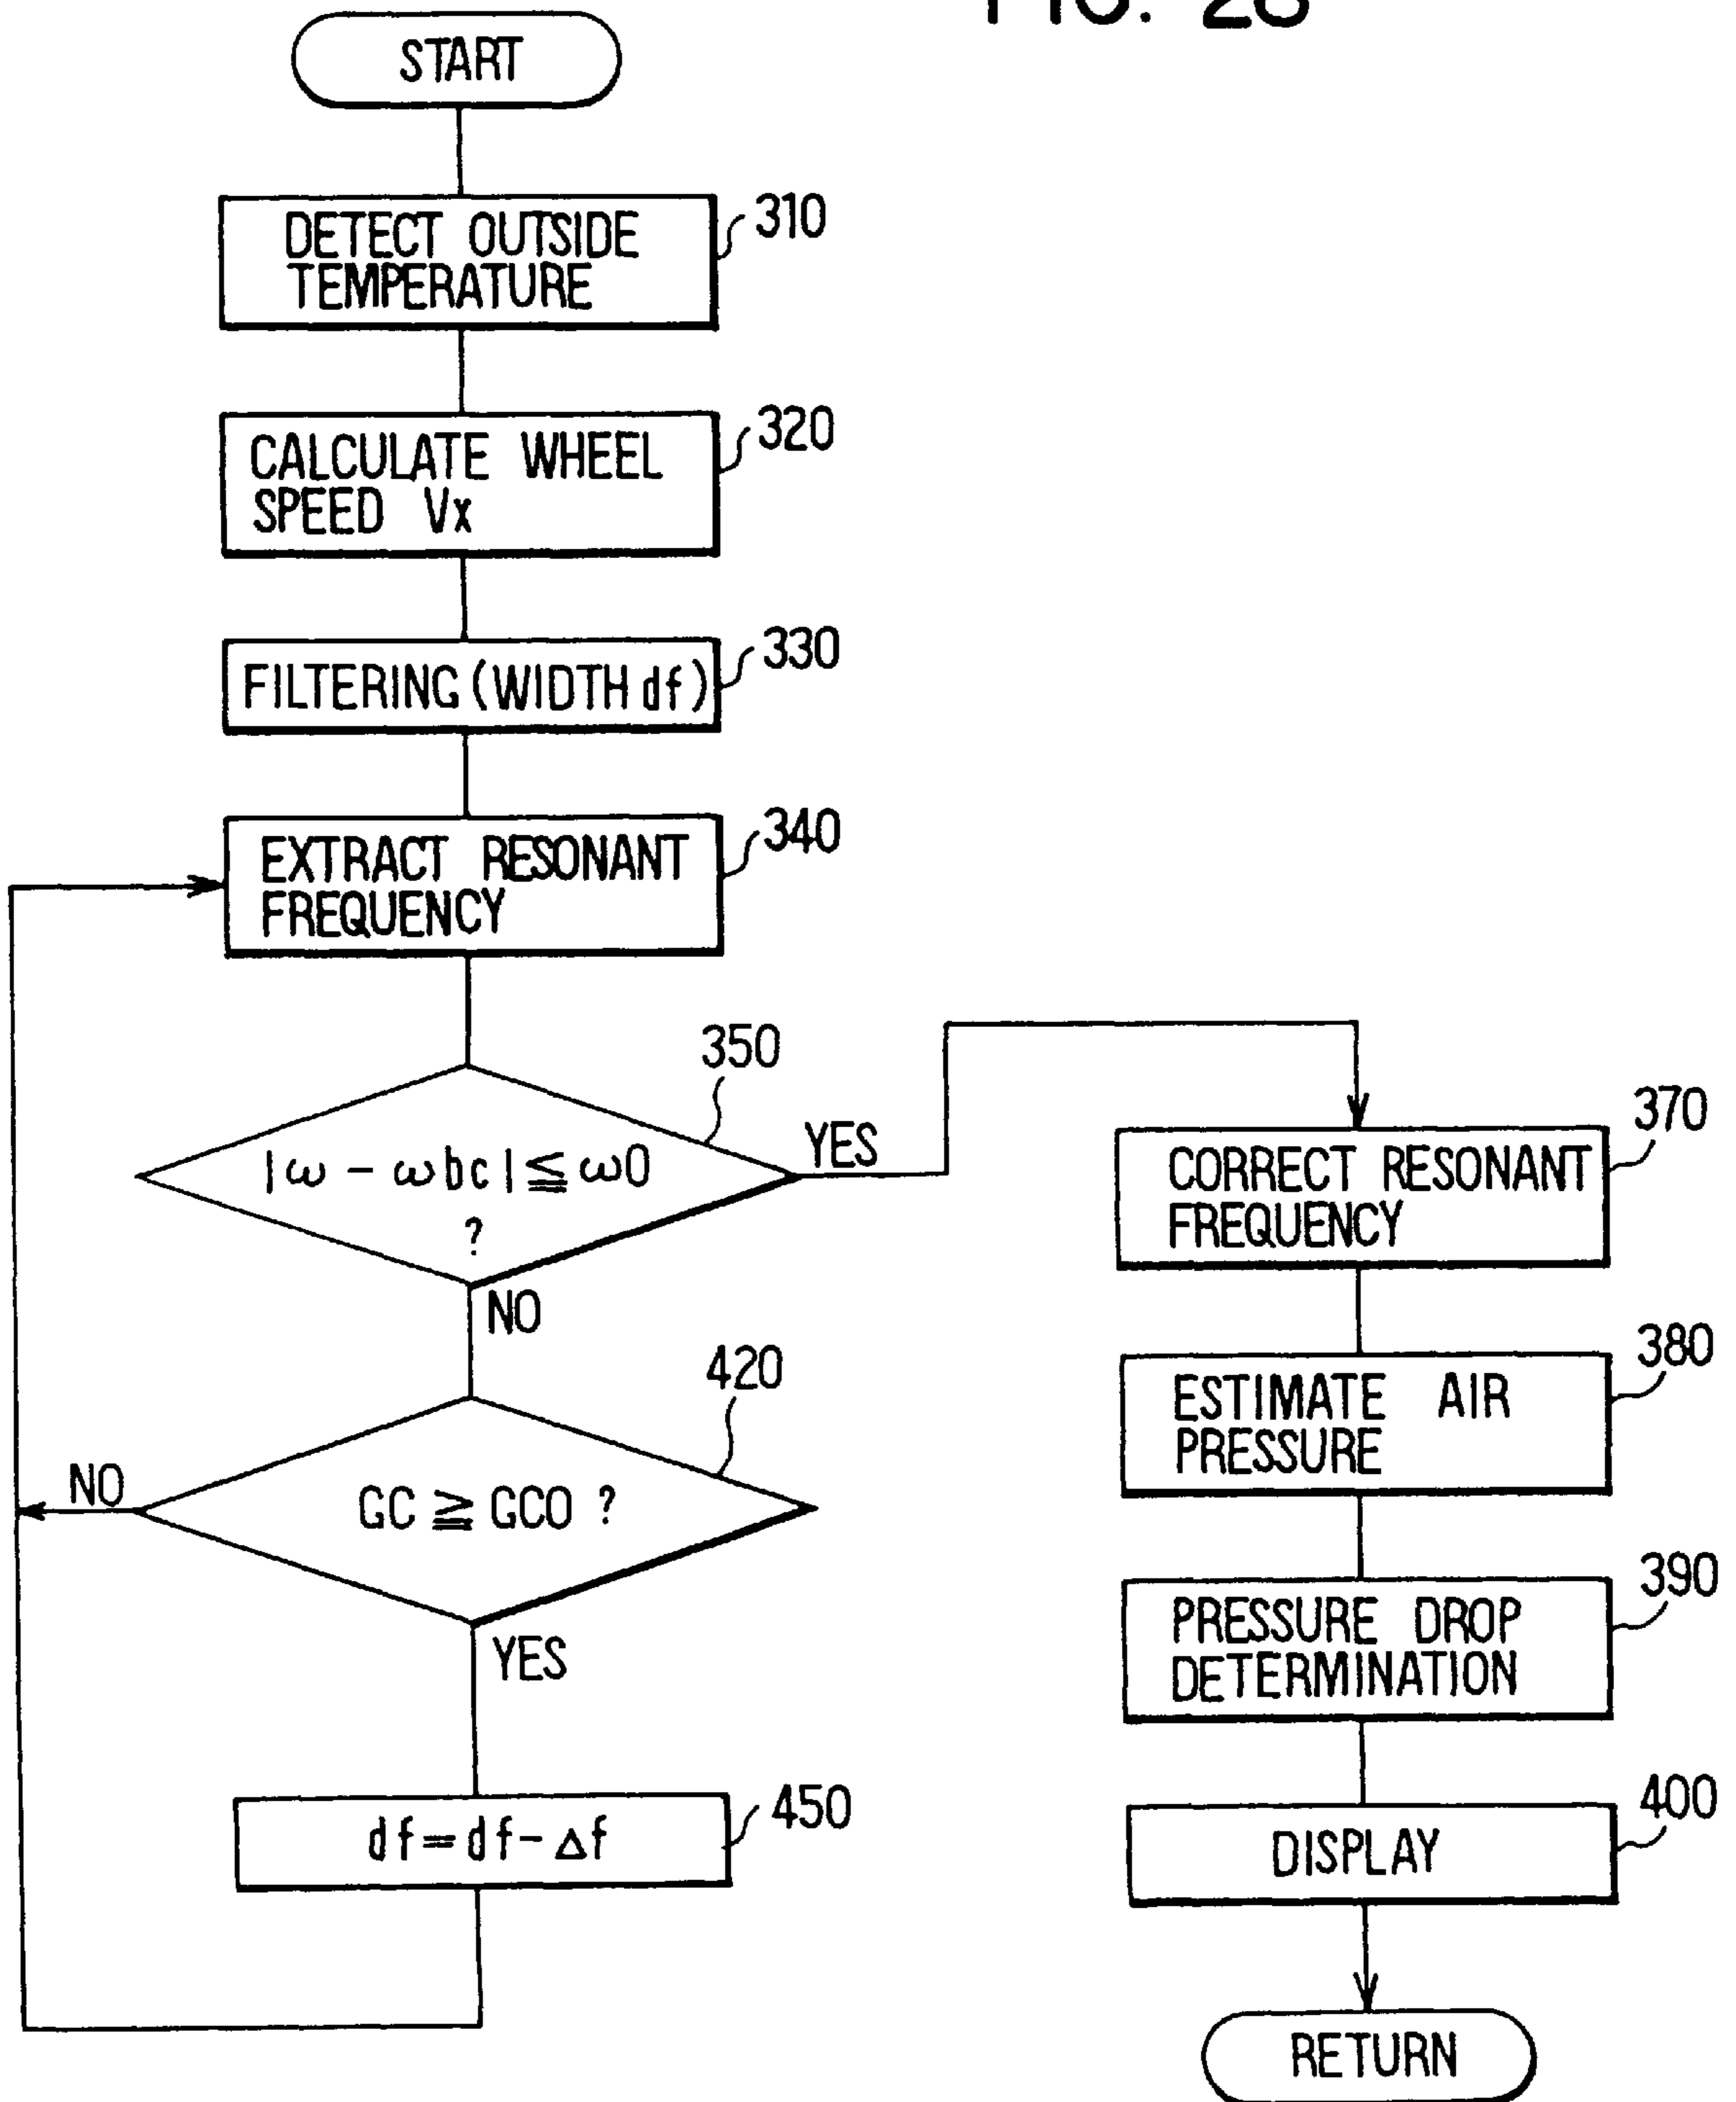 FIG. 28
START
DETECT OUTSIDE
TEMPERATURE
310
CALCULATE WHEEL
SPEED Vx
320
FILTERING (WIDTH df)
330
EXTRACT RESONANT
FREQUENCY
340
350
|ω - ωbc| ≦ ω0
?
YES
NO
420
GC ≧ GC0 ?
NO
YES
df = df - Δf
450
CORRECT RESONANT
FREQUENCY
370
ESTIMATE AIR
PRESSURE
380
PRESSURE DROP
DETERMINATION
390
DISPLAY
400
RETURN